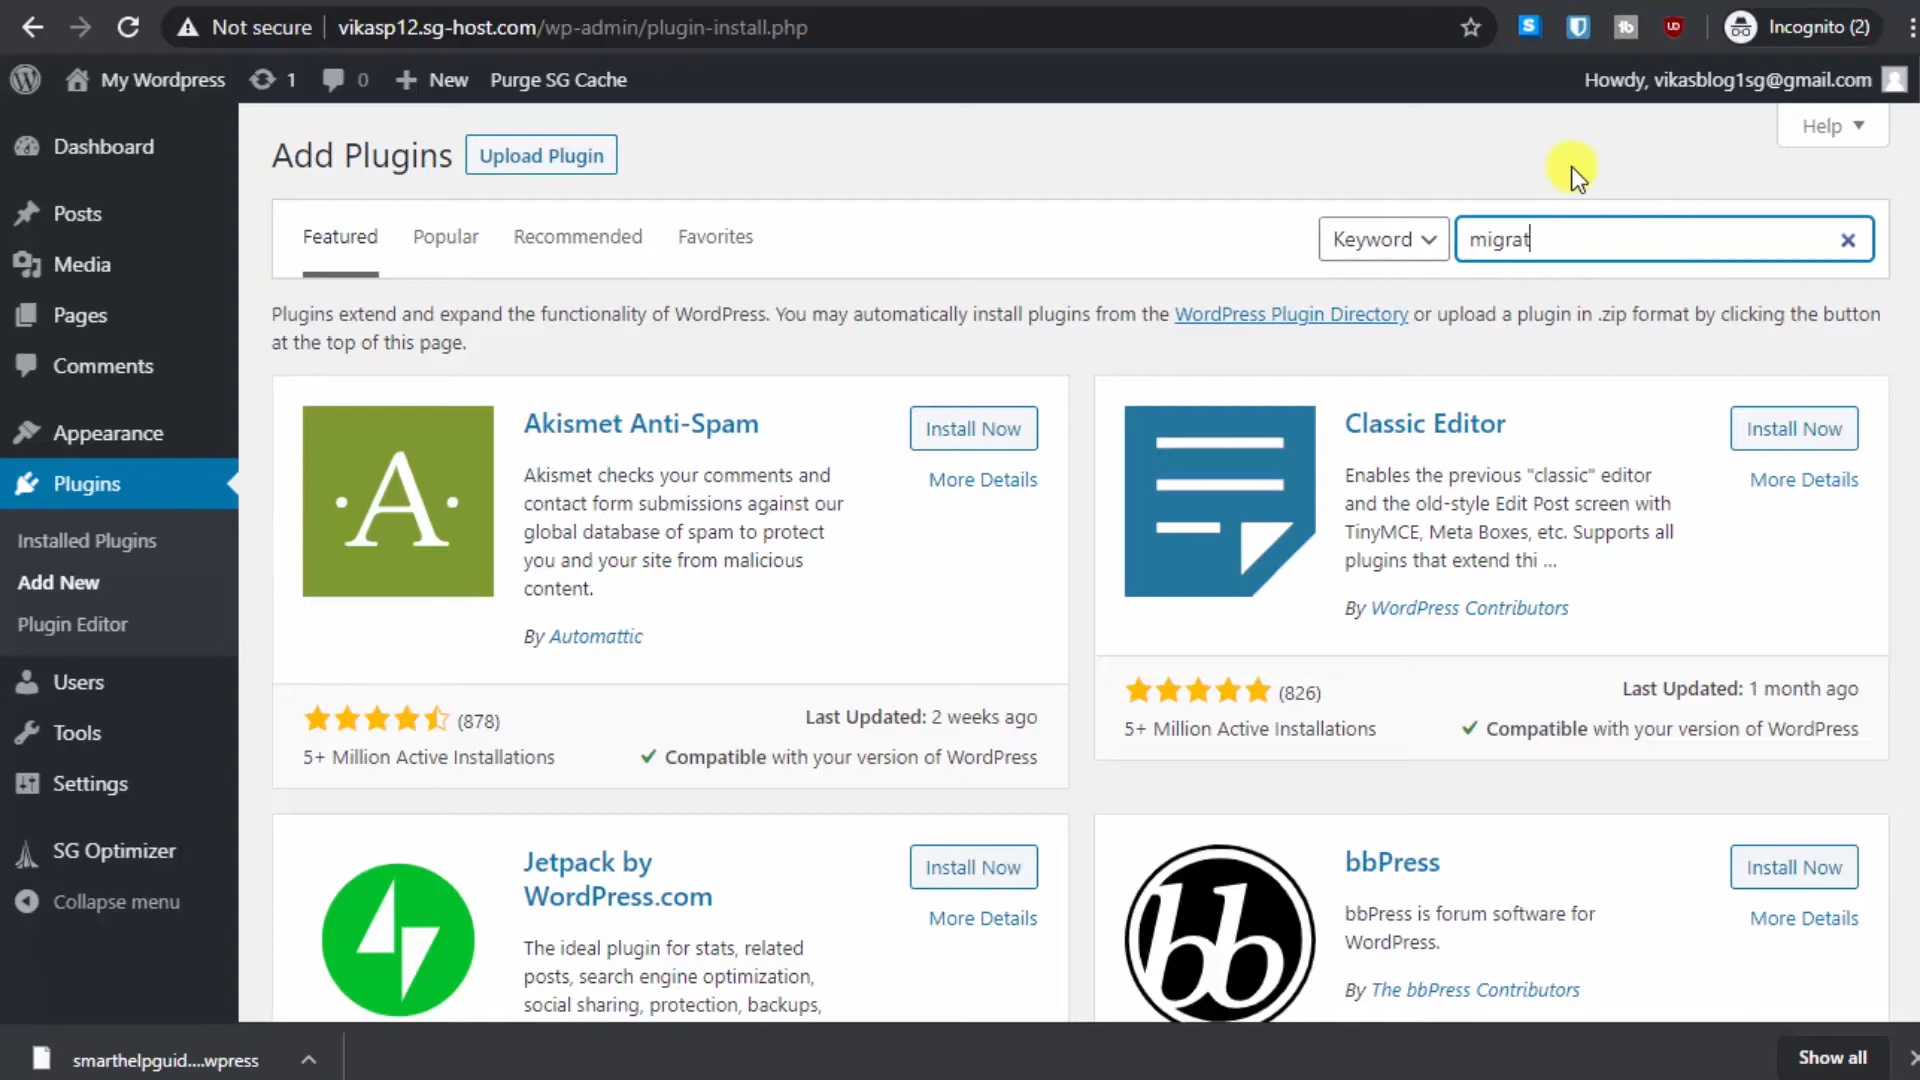 Not secure vikasp12.sg-host.com/wp-admin/plugin-install.php Incognito (2)
My Wordpress 1 0 New Purge SG Cache Howdy, vikasblog1sg@gmail.com
Dashboard
Posts
Media
Pages
Comments
Appearance
Plugins
Installed Plugins
Add New
Plugin Editor
Users
Tools
Settings
SG Optimizer
Collapse menu
Help
Add Plugins Upload Plugin
Featured Popular Recommended Favorites Keyword migrat
Plugins extend and expand the functionality of WordPress. You may automatically install plugins from the WordPress Plugin Directory or upload a plugin in .zip format by clicking the button
at the top of this page.
A
Akismet Anti-Spam
Install Now
More Details
Akismet checks your comments and
contact form submissions against our
global database of spam to protect
you and your site from malicious
content.
By Automattic
(878)
Last Updated: 2 weeks ago
5+ Million Active Installations
Compatible with your version of WordPress
Classic Editor
Install Now
More Details
Enables the previous "classic" editor
and the old-style Edit Post screen with
TinyMCE, Meta Boxes, etc. Supports all
plugins that extend thi ...
By WordPress Contributors
(826)
Last Updated: 1 month ago
5+ Million Active Installations
Compatible with your version of WordPress
Jetpack by
WordPress.com
Install Now
More Details
The ideal plugin for stats, related
posts, search engine optimization,
social sharing, protection, backups,
bb
bbPress
Install Now
More Details
bbPress is forum software for
WordPress.
By The bbPress Contributors
smarthelpguid....wpress
Show all